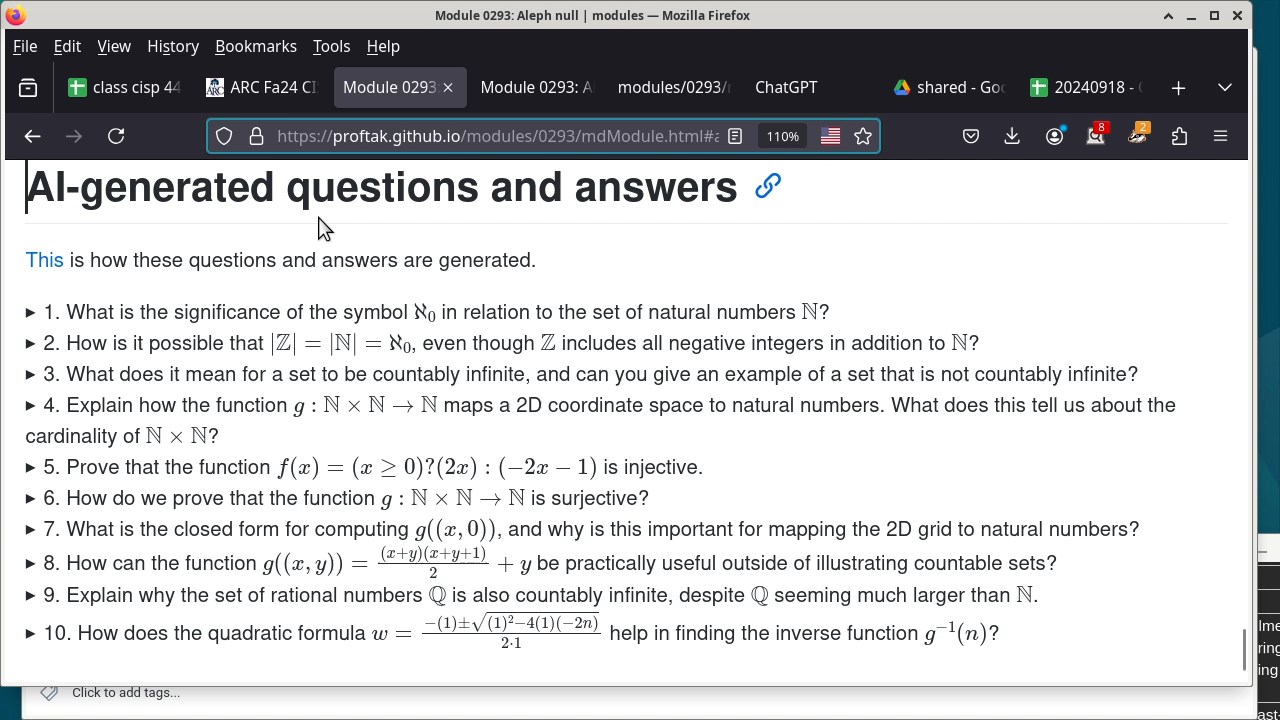 Module 0293: Aleph null | modules — Mozilla Firefox
File Edit View History Bookmarks Tools Help
class cisp 44 ARC Fa24 CI Module 0293 Module 0293: A modules/0293/ ChatGPT shared - Goo 20240918 -
https://proftak.github.io/modules/0293/mdModule.html#a 110% 8 2
AI-generated questions and answers
This is how these questions and answers are generated.
▸ 1. What is the significance of the symbol ℵ₀ in relation to the set of natural numbers ℕ?
▸ 2. How is it possible that |ℤ| = |ℕ| = ℵ₀, even though ℤ includes all negative integers in addition to ℕ?
▸ 3. What does it mean for a set to be countably infinite, and can you give an example of a set that is not countably infinite?
▸ 4. Explain how the function g : ℕ × ℕ → ℕ maps a 2D coordinate space to natural numbers. What does this tell us about the
cardinality of ℕ × ℕ?
▸ 5. Prove that the function f(x) = (x ≥ 0)?(2x) : (−2x − 1) is injective.
▸ 6. How do we prove that the function g : ℕ × ℕ → ℕ is surjective?
▸ 7. What is the closed form for computing g((x, 0)), and why is this important for mapping the 2D grid to natural numbers?
▸ 8. How can the function g((x, y)) = (x+y)(x+y+1)/2 + y be practically useful outside of illustrating countable sets?
▸ 9. Explain why the set of rational numbers ℚ is also countably infinite, despite ℚ seeming much larger than ℕ.
▸ 10. How does the quadratic formula w = −(1)±√((1)²−4(1)(−2n))/2·1 help in finding the inverse function g⁻¹(n)?
Click to add tags...